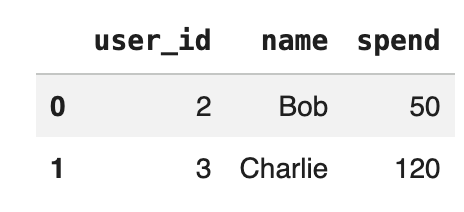 user_id name spend
0 2 Bob 50
1 3 Charlie 120